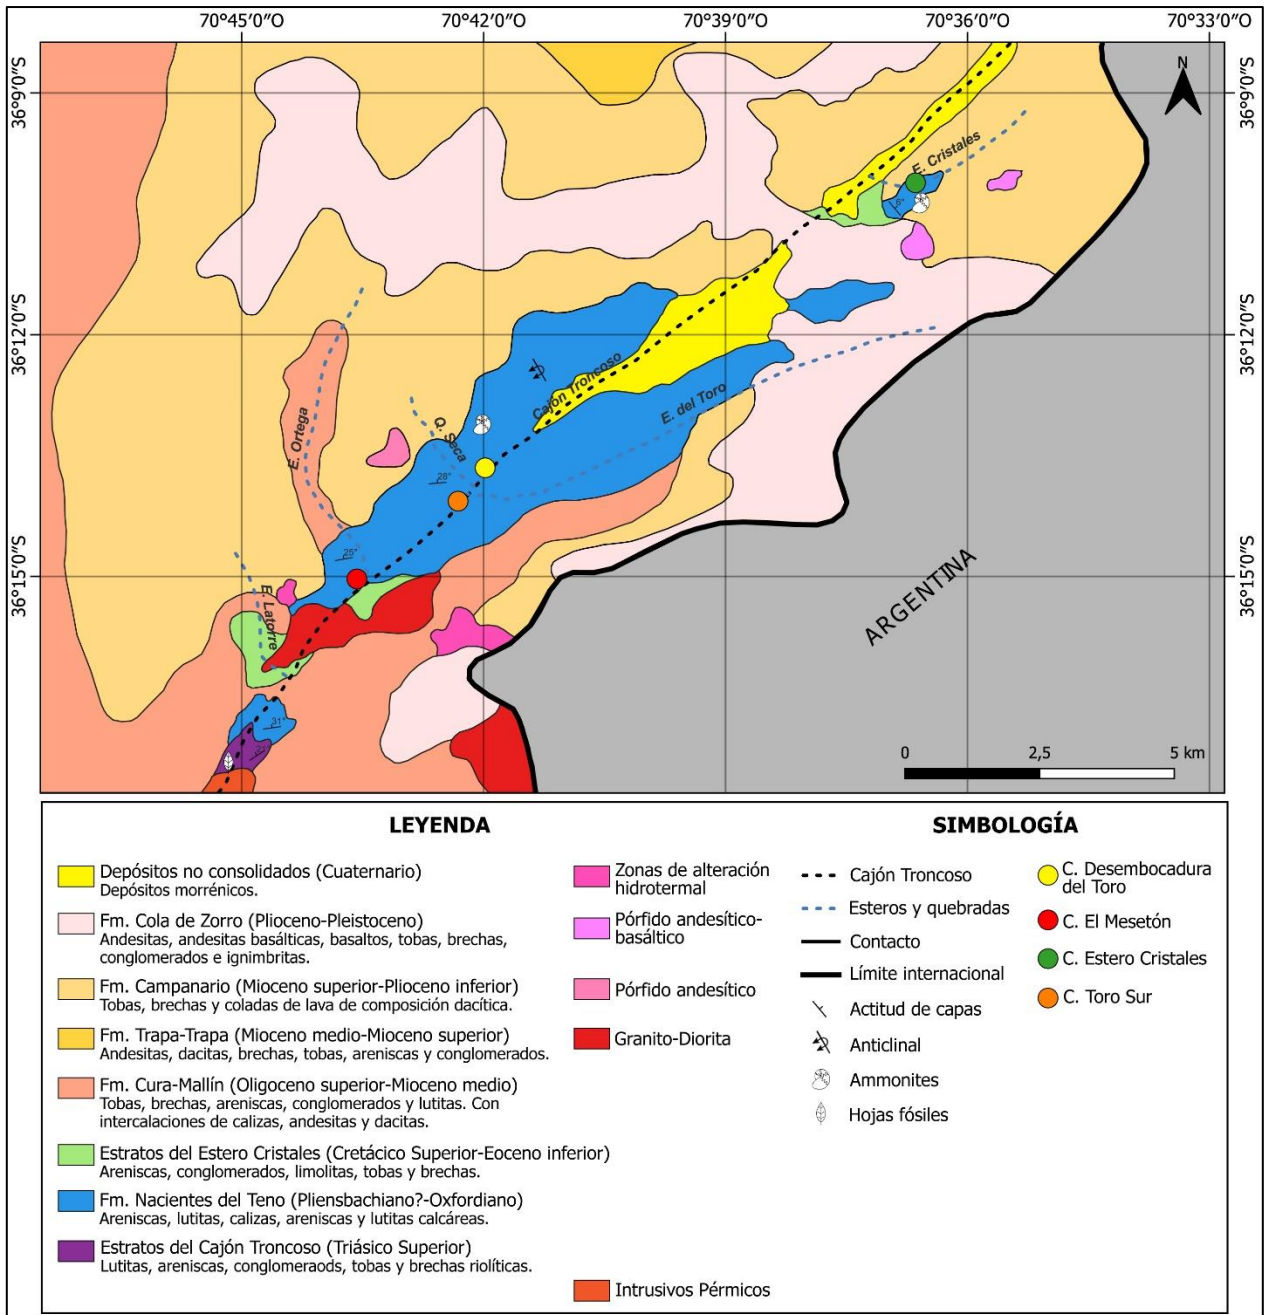 70°45'0"O 70°42'0"O 70°39'0"O 70°36'0"O 70°33'0"O
N
36°9'0"S 36°9'0"S
E. Cristales
6°
36°12'0"S 36°12'0"S
Cajón Troncoso
E. del Toro
Q. Seca
E. Ortega
28°
25°
36°15'0"S 36°15'0"S
ARGENTINA
E. Latorre
31°
0 2,5 5 km
LEYENDA
Depósitos no consolidados (Cuaternario)
Depósitos morrénicos.
Fm. Cola de Zorro (Plioceno-Pleistoceno)
Andesitas, andesitas basálticas, basaltos, tobas, brechas,
conglomerados e ignimbritas.
Fm. Campanario (Mioceno superior-Plioceno inferior)
Tobas, brechas y coladas de lava de composición dacítica.
Fm. Trapa-Trapa (Mioceno medio-Mioceno superior)
Andesitas, dacitas, brechas, tobas, areniscas y conglomerados.
Fm. Cura-Mallín (Oligoceno superior-Mioceno medio)
Tobas, brechas, areniscas, conglomerados y lutitas. Con
intercalaciones de calizas, andesitas y dacitas.
Estratos del Estero Cristales (Cretácico Superior-Eoceno inferior)
Areniscas, conglomerados, limolitas, tobas y brechas.
Fm. Nacientes del Teno (Pliensbachiano?-Oxfordiano)
Areniscas, lutitas, calizas, areniscas y lutitas calcáreas.
Estratos del Cajón Troncoso (Triásico Superior)
Lutitas, areniscas, conglomeraods, tobas y brechas riolíticas.
Zonas de alteración
hidrotermal
Pórfido andesítico-
basáltico
Pórfido andesítico
Granito-Diorita
Intrusivos Pérmicos
SIMBOLOGÍA
Cajón Troncoso
Esteros y quebradas
Contacto
Límite internacional
Actitud de capas
Anticlinal
Ammonites
Hojas fósiles
C. Desembocadura
del Toro
C. El Mesetón
C. Estero Cristales
C. Toro Sur